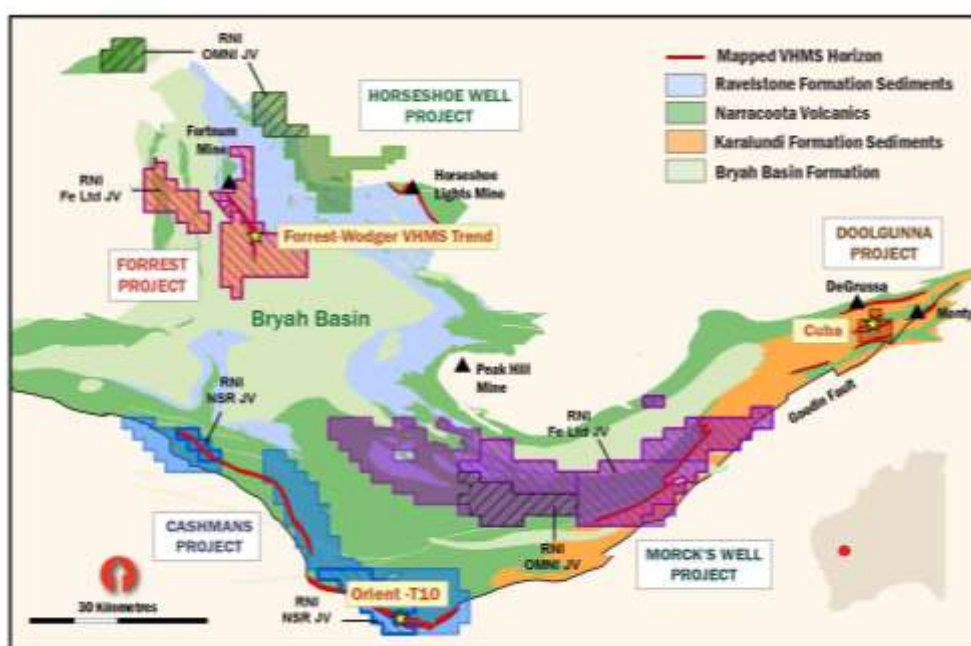 RNI
OMNI JV
HORSESHOE WELL
PROJECT
Mapped VHMS Horizon
Ravelstone Formation Sediments
Narracoota Volcanics
Karalundi Formation Sediments
Bryah Basin Formation
Fortnum
Mine
RNI
Fe Ltd JV
Horseshoe
Lights Mine
Forrest-Wodger VHMS Trend
FORREST
PROJECT
DOOLGUNNA
PROJECT
DeGrussa
Monty
Cuba
Bryah Basin
Peak Hill
Mine
Goodin Fault
RNI
NSR JV
RNI
Fe Ltd JV
CASHMANS
PROJECT
RNI
OMNI JV
MORCK'S WELL
PROJECT
30 Kilometres
RNI
NSR JV
Orient -T10